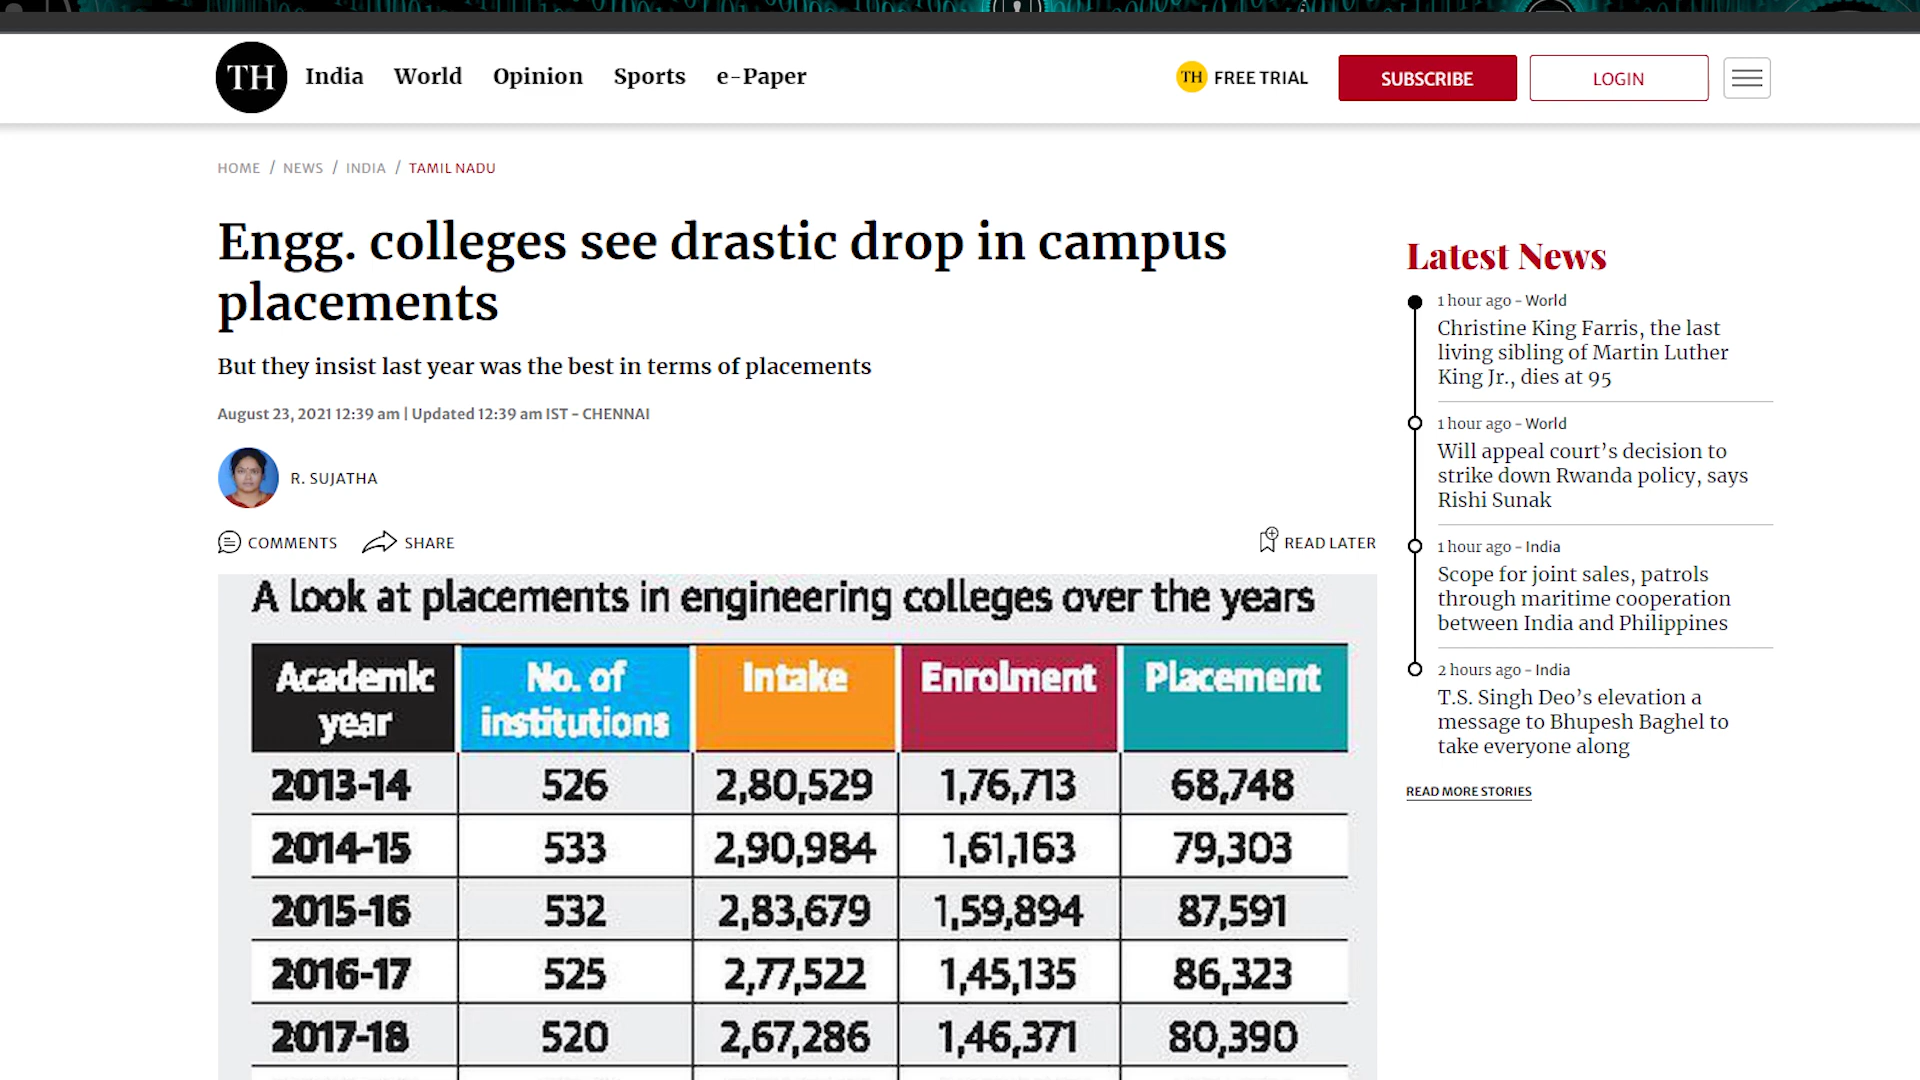 TH India World Opinion Sports e-Paper TH FREE TRIAL SUBSCRIBE LOGIN
HOME / NEWS / INDIA / TAMIL NADU
Engg. colleges see drastic drop in campus
placements
But they insist last year was the best in terms of placements
August 23, 2021 12:39 am | Updated 12:39 am IST - CHENNAI
R. SUJATHA
COMMENTS SHARE READ LATER
A look at placements in engineering colleges over the years
Academic year No. of institutions Intake Enrolment Placement
2013-14 526 2,80,529 1,76,713 68,748
2014-15 533 2,90,984 1,61,163 79,303
2015-16 532 2,83,679 1,59,894 87,591
2016-17 525 2,77,522 1,45,135 86,323
2017-18 520 2,67,286 1,46,371 80,390
Latest News
1 hour ago - World
Christine King Farris, the last
living sibling of Martin Luther
King Jr., dies at 95
1 hour ago - World
Will appeal court’s decision to
strike down Rwanda policy, says
Rishi Sunak
1 hour ago - India
Scope for joint sales, patrols
through maritime cooperation
between India and Philippines
2 hours ago - India
T.S. Singh Deo’s elevation a
message to Bhupesh Baghel to
take everyone along
READ MORE STORIES